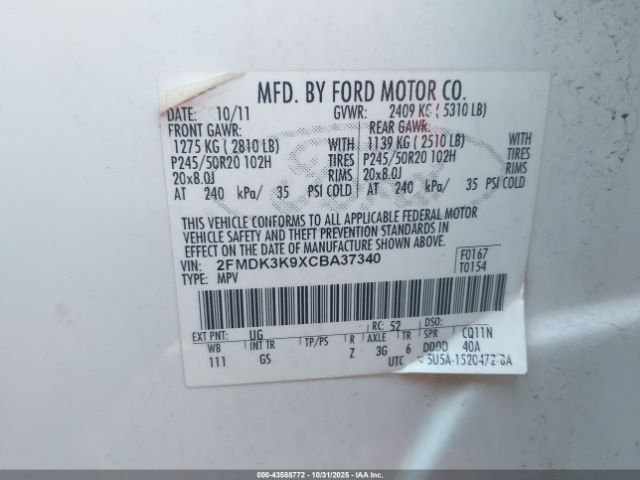 MFD. BY FORD MOTOR CO.
DATE: 10/11 GVWR: 2409 KG ( 5310 LB)
FRONT GAWR: REAR GAWR:
1275 KG ( 2810 LB) WITH 1139 KG ( 2510 LB) WITH
P245/50R20 102H TIRES P245/50R20 102H TIRES
20x8.0J RIMS 20x8.0J RIMS
AT 240 kPa/ 35 PSI COLD AT 240 kPa/ 35 PSI COLD
THIS VEHICLE CONFORMS TO ALL APPLICABLE FEDERAL MOTOR
VEHICLE SAFETY AND THEFT PREVENTION STANDARDS IN
EFFECT ON THE DATE OF MANUFACTURE SHOWN ABOVE.
VIN: 2FMDK3K9XCBA37340 F0167
TYPE: MPV T0154
EXT PNT: UG RC: 52 DSO:
WB INT TR TP/PS R AXLE TR SPR CQ11N
111 GS Z 3G 6 DDDD 40A
UTC
000-43588772 - 10/31/2025 - IAAI.COM